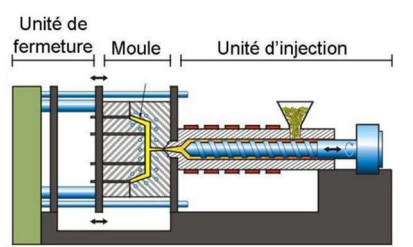 Unité de
fermeture
Moule
Unité d'injection